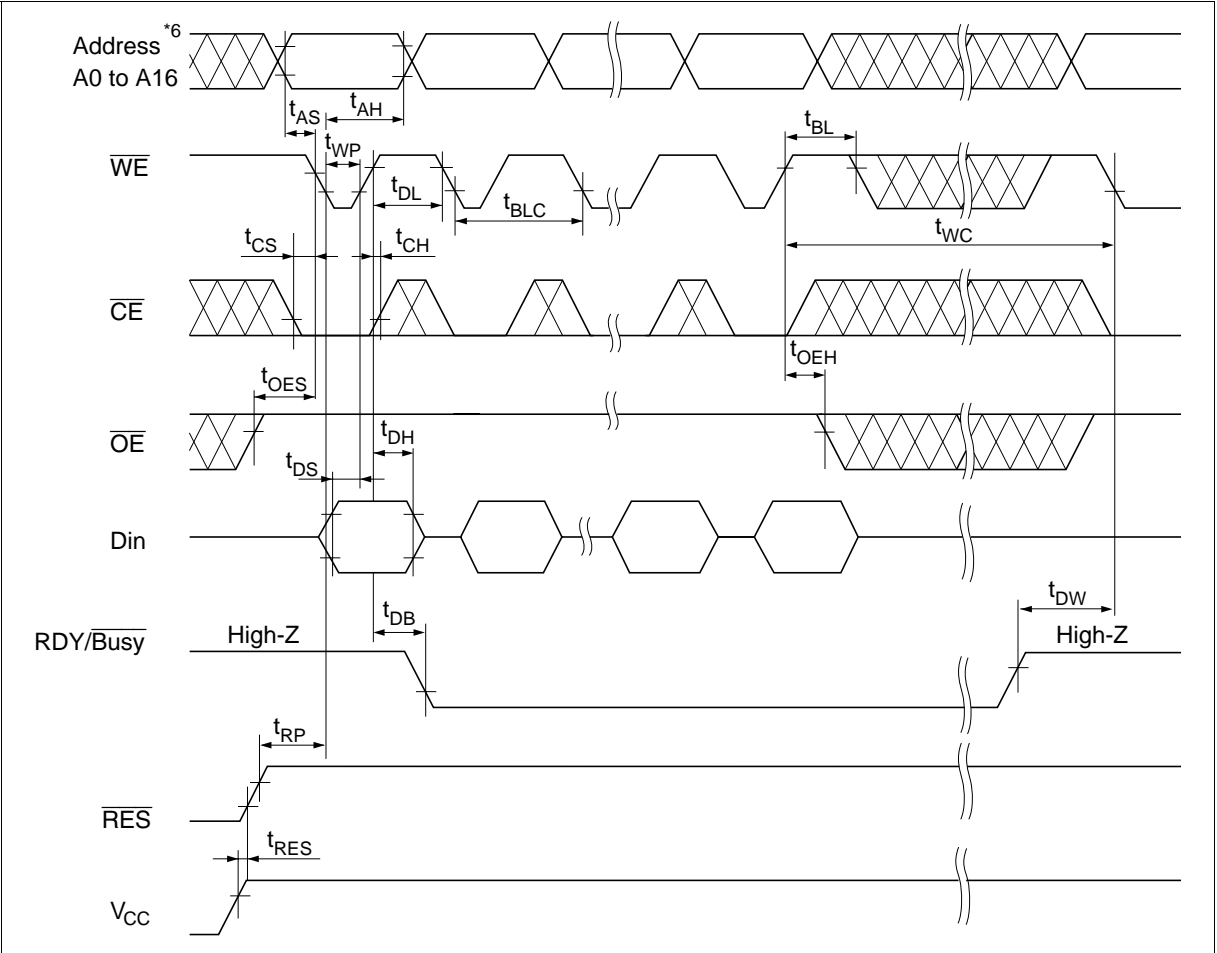 Address *6
A0 to A16
tAS
tAH
tWP
tBL
WE
tDL
tBLC
tWC
tCS
tCH
CE
tOES
tOEH
OE
tDH
tDS
Din
tDB
tDW
RDY/Busy
High-Z
High-Z
tRP
RES
tRES
VCC